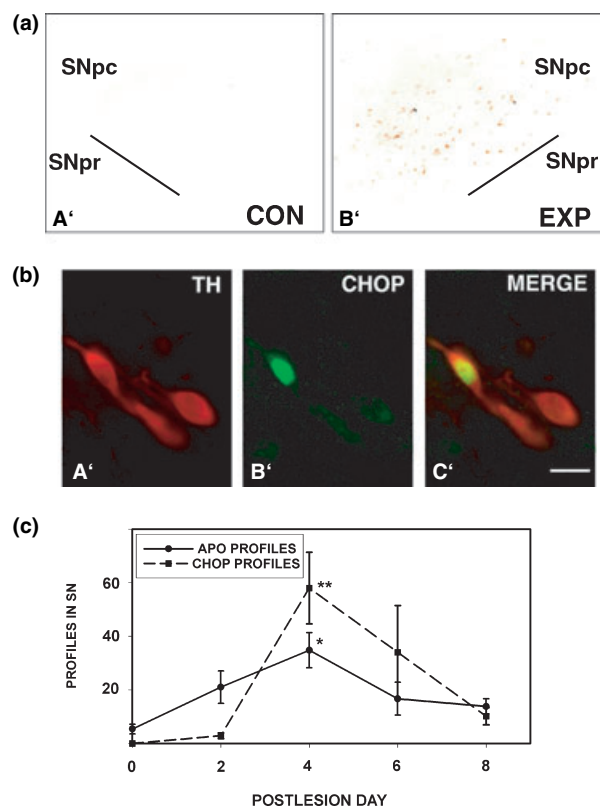 (a)
SNpc
SNpr
A‘
CON
SNpc
SNpr
B‘
EXP
(b)
TH
A‘
CHOP
B‘
MERGE
C‘
(c)
APO PROFILES
CHOP PROFILES
PROFILES IN SN
60
40
20
**
*
0 2 4 6 8
POSTLESION DAY